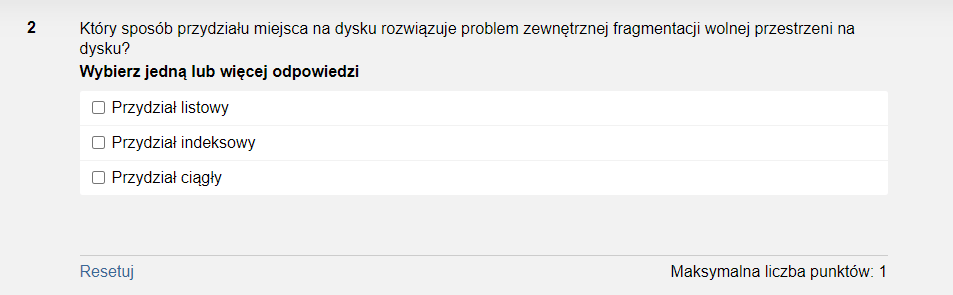 2
Który sposób przydziału miejsca na dysku rozwiązuje problem zewnętrznej fragmentacji wolnej przestrzeni na
dysku?
Wybierz jedną lub więcej odpowiedzi
Przydział listowy
Przydział indeksowy
Przydział ciągły
Resetuj
Maksymalna liczba punktów: 1